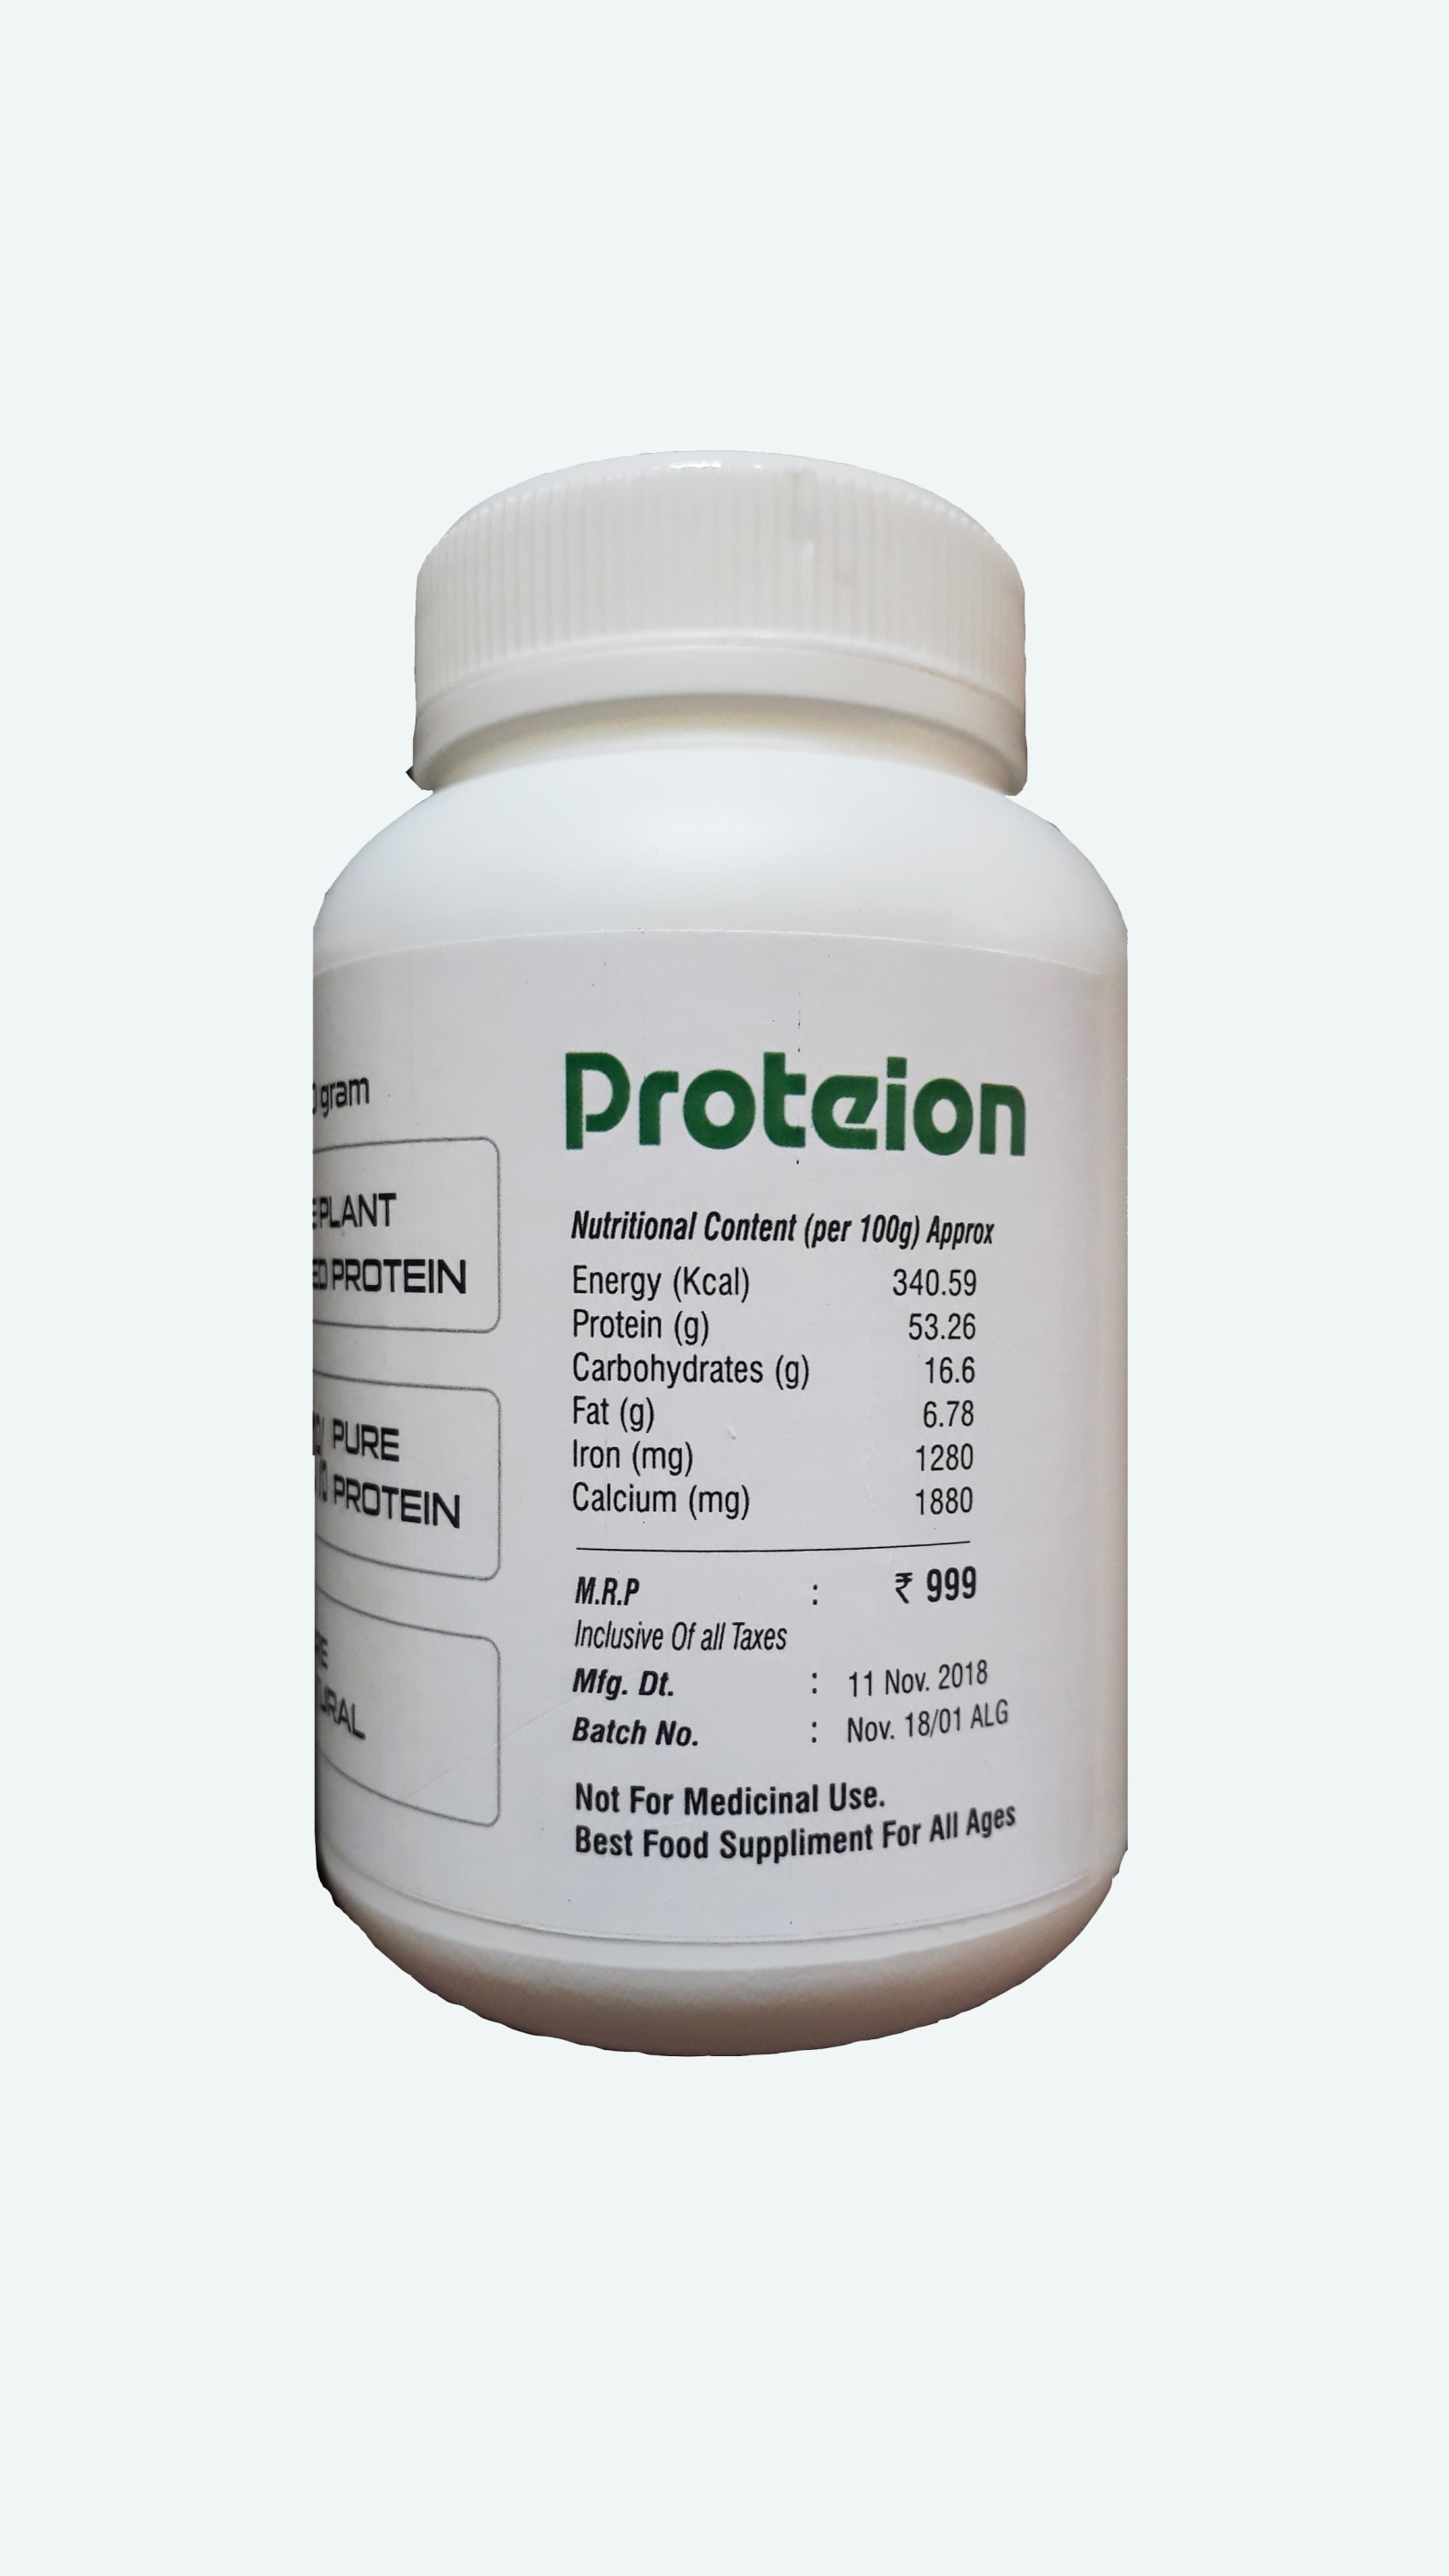 gram
PLANT
PROTEIN
PURE
PROTEIN
Proteion
Nutritional Content (per 100g) Approx
Energy (Kcal) 340.59
Protein (g) 53.26
Carbohydrates (g) 16.6
Fat (g) 6.78
Iron (mg) 1280
Calcium (mg) 1880
M.R.P : ₹ 999
Inclusive Of all Taxes
Mfg. Dt. : 11 Nov. 2018
Batch No. : Nov. 18/01 ALG
Not For Medicinal Use.
Best Food Suppliment For All Ages